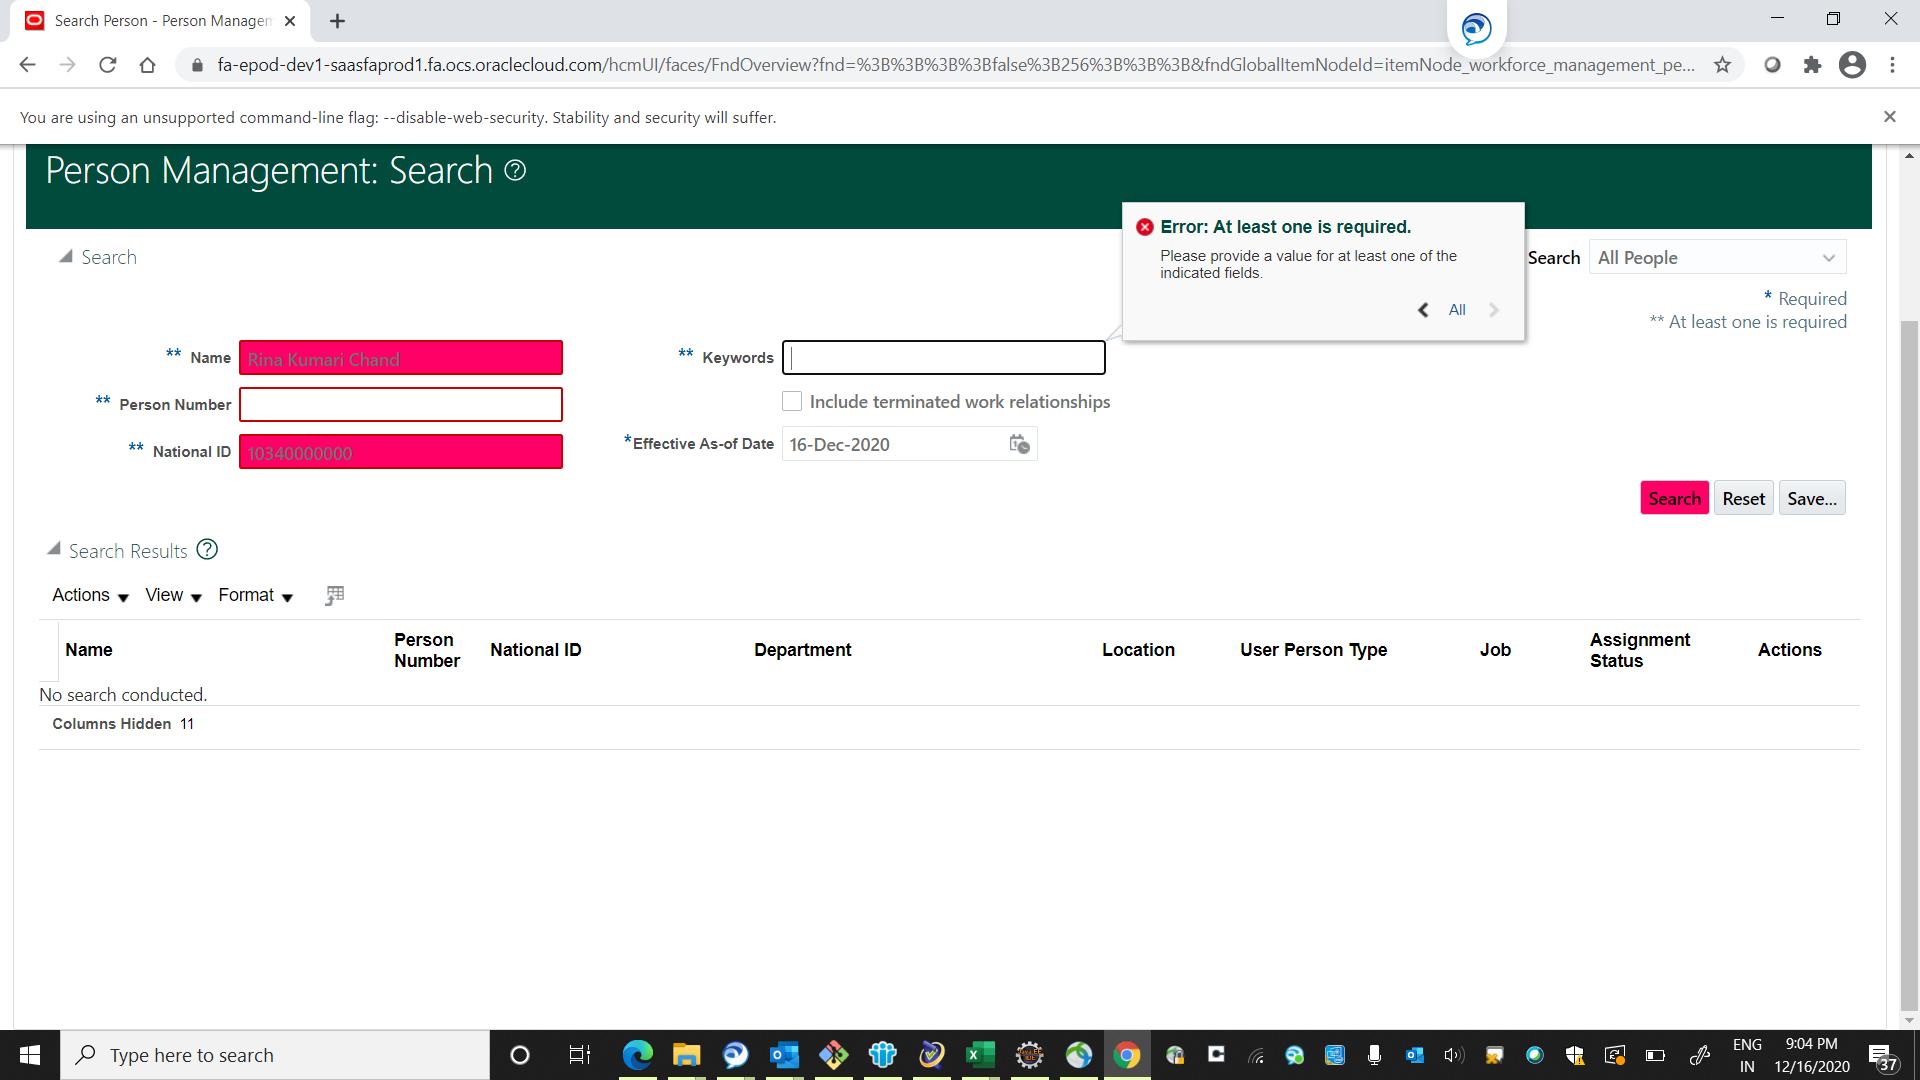 Search Person - Person Managem
fa-epod-dev1-saasfaprod1.fa.ocs.oraclecloud.com/hcmUI/faces/FndOverview?fnd=%3B%3B%3B%3Bfalse%3B256%3B%3B%3B&fndGlobalItemNodeId=itemNode_workforce_management_pe...
You are using an unsupported command-line flag: --disable-web-security. Stability and security will suffer.
Person Management: Search
Error: At least one is required.
Please provide a value for at least one of the
indicated fields.
All
Search
Search All People
* Required
** At least one is required
** Name Rina Kumari Chand
** Keywords
** Person Number
Include terminated work relationships
** National ID 10340000000
*Effective As-of Date 16-Dec-2020
Search Reset Save...
Search Results
Actions View Format
Name Person Number National ID Department Location User Person Type Job Assignment Status Actions
No search conducted.
Columns Hidden 11
Type here to search
ENG
IN
9:04 PM
12/16/2020
37